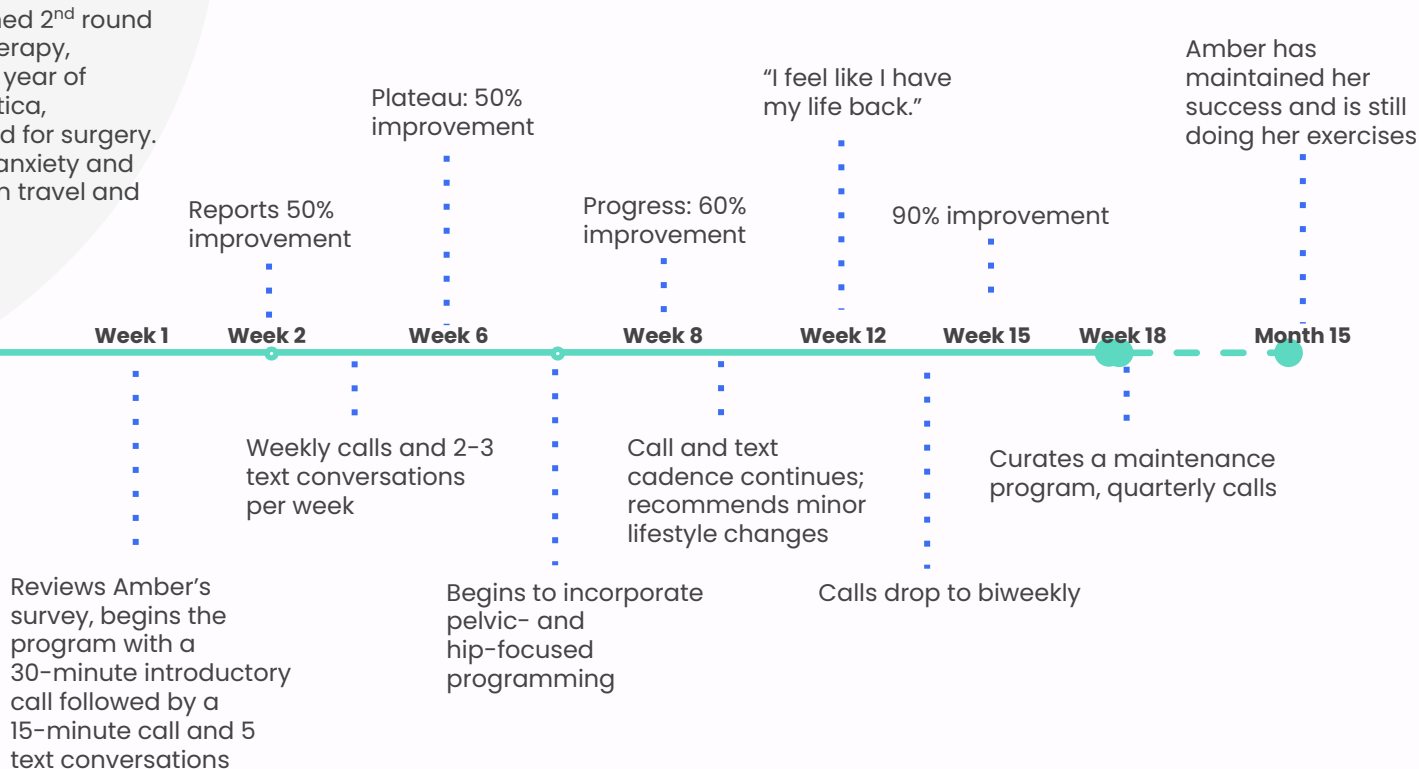 2nd round
erapy,
year of
tica,
d for surgery.
anxiety and
n travel and
Reports 50%
improvement
Plateau: 50%
improvement
Progress: 60%
improvement
“I feel like I have
my life back.”
90% improvement
Amber has
maintained her
success and is still
doing her exercises
Week 1
Week 2
Week 6
Week 8
Week 12
Week 15
Week 18
Month 15
Reviews Amber’s
survey, begins the
program with a
30-minute introductory
call followed by a
15-minute call and 5
text conversations
Weekly calls and 2-3
text conversations
per week
Begins to incorporate
pelvic- and
hip-focused
programming
Call and text
cadence continues;
recommends minor
lifestyle changes
Calls drop to biweekly
Curates a maintenance
program, quarterly calls